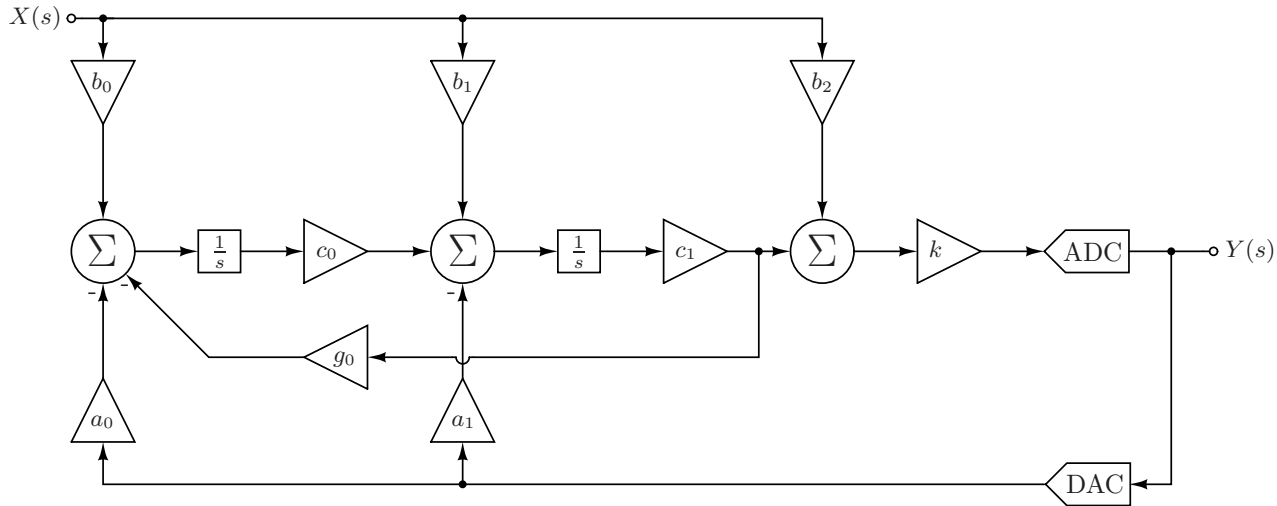 X(s)
b₀ b₁ b₂
∑ 1/s c₀ ∑ 1/s c₁ ∑ k ADC Y(s)
- - -
g₀
a₀ a₁
DAC